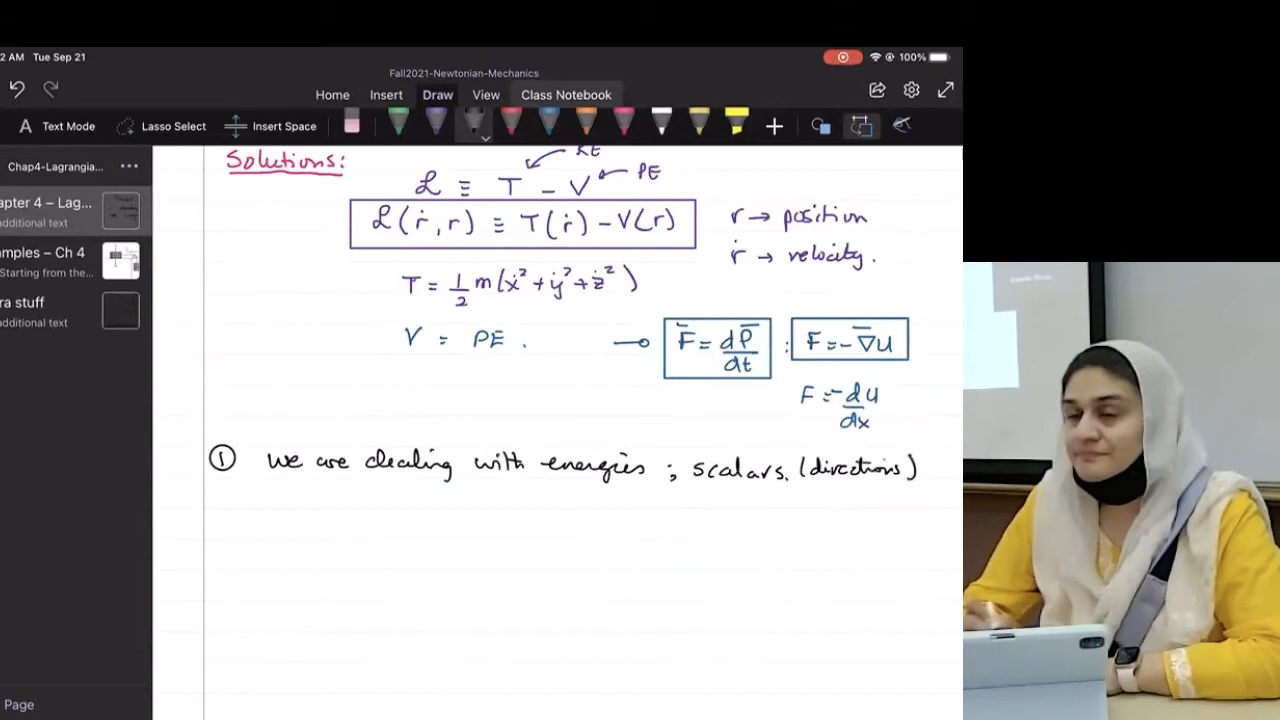 2 AM Tue Sep 21
100%
Fall2021-Newtonian-Mechanics
Home Insert Draw View Class Notebook
A Text Mode Lasso Select Insert Space
Chap4-Lagrangia...
apter 4 – Lag...
additional text
amples – Ch 4
Starting from the...
ra stuff
additional text
Page
Solutions:
KE
ℒ ≡ T - V PE
ℒ(ṙ, r) ≡ T(ṙ) - V(r)
r → position
ṙ → velocity.
T = 1/2 m(ẋ² + ẏ² + ż²)
V = PE.
F̄ = dP̄/dt ; F = -∇̄U
F = -dU/dx
① we are dealing with energies ; scalars. (directions)